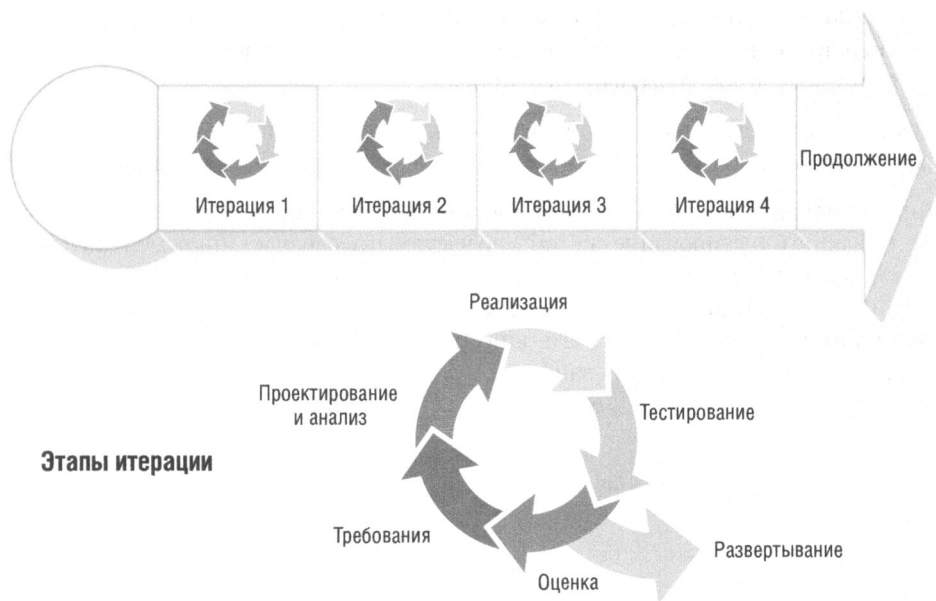 Итерация 1
Итерация 2
Итерация 3
Итерация 4
Продолжение
Реализация
Проектирование
и анализ
Тестирование
Этапы итерации
Требования
Развертывание
Оценка